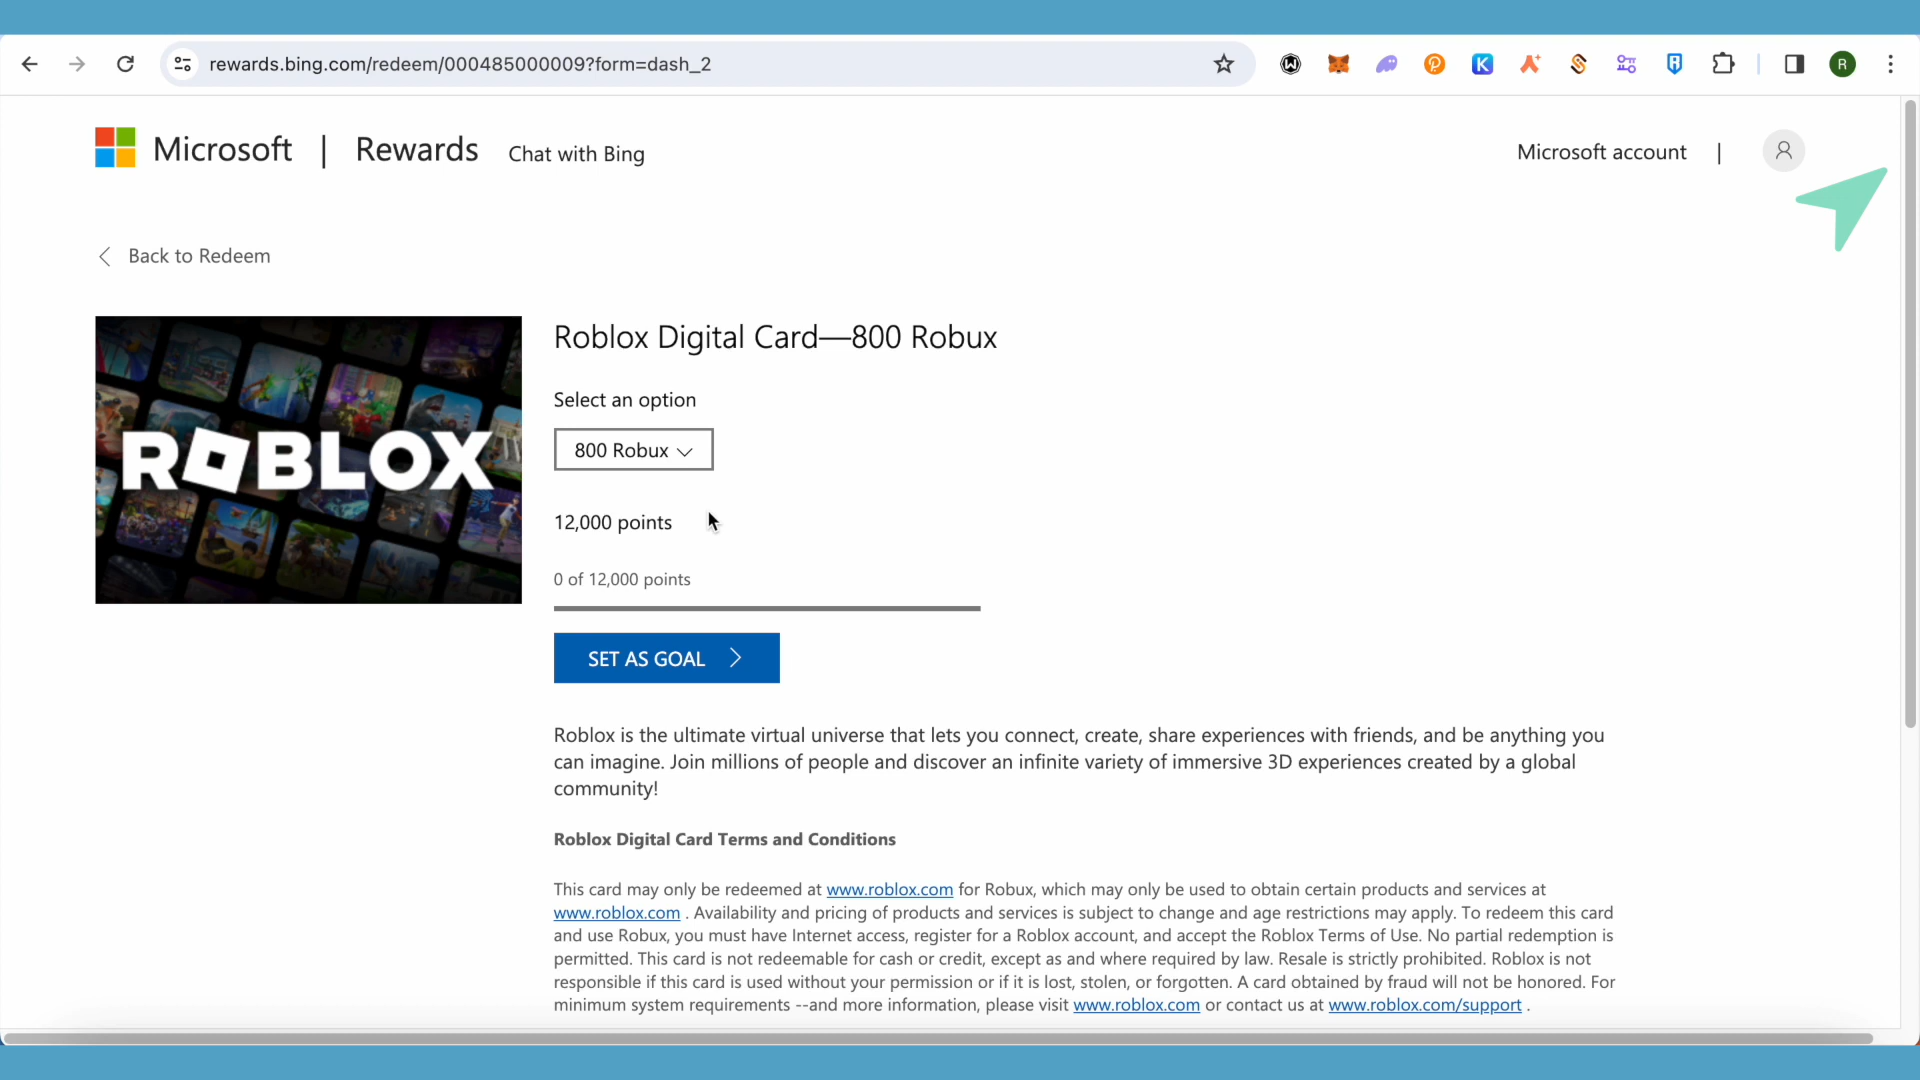 rewards.bing.com/redeem/000485000009?form=dash_2
R
Microsoft | Rewards Chat with Bing
Microsoft account |
Back to Redeem
ROBLOX
Roblox Digital Card—800 Robux
Select an option
800 Robux
12,000 points
0 of 12,000 points
SET AS GOAL
Roblox is the ultimate virtual universe that lets you connect, create, share experiences with friends, and be anything you
can imagine. Join millions of people and discover an infinite variety of immersive 3D experiences created by a global
community!
Roblox Digital Card Terms and Conditions
This card may only be redeemed at www.roblox.com for Robux, which may only be used to obtain certain products and services at
www.roblox.com . Availability and pricing of products and services is subject to change and age restrictions may apply. To redeem this card
and use Robux, you must have Internet access, register for a Roblox account, and accept the Roblox Terms of Use. No partial redemption is
permitted. This card is not redeemable for cash or credit, except as and where required by law. Resale is strictly prohibited. Roblox is not
responsible if this card is used without your permission or if it is lost, stolen, or forgotten. A card obtained by fraud will not be honored. For
minimum system requirements --and more information, please visit www.roblox.com or contact us at www.roblox.com/support .